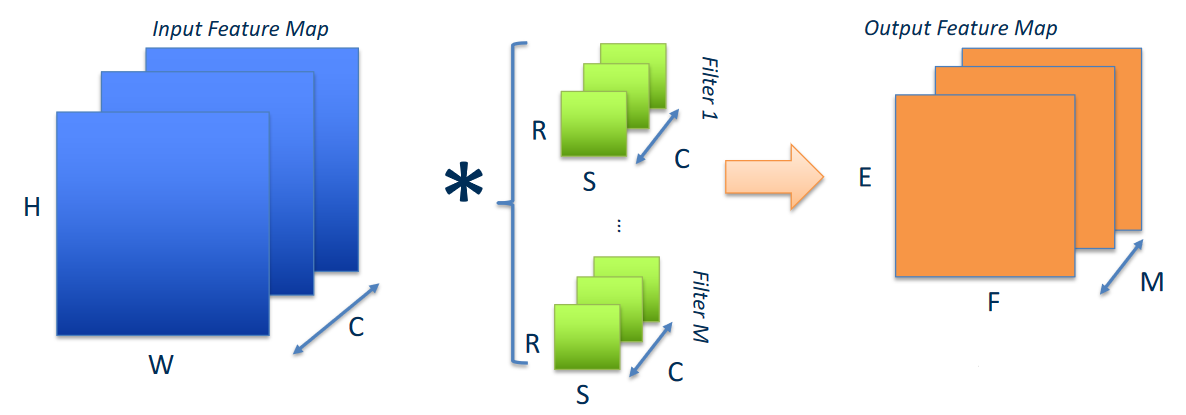 Input Feature Map
H
W
C
*
R
S
C
Filter 1
...
R
S
C
Filter M
Output Feature Map
E
F
M